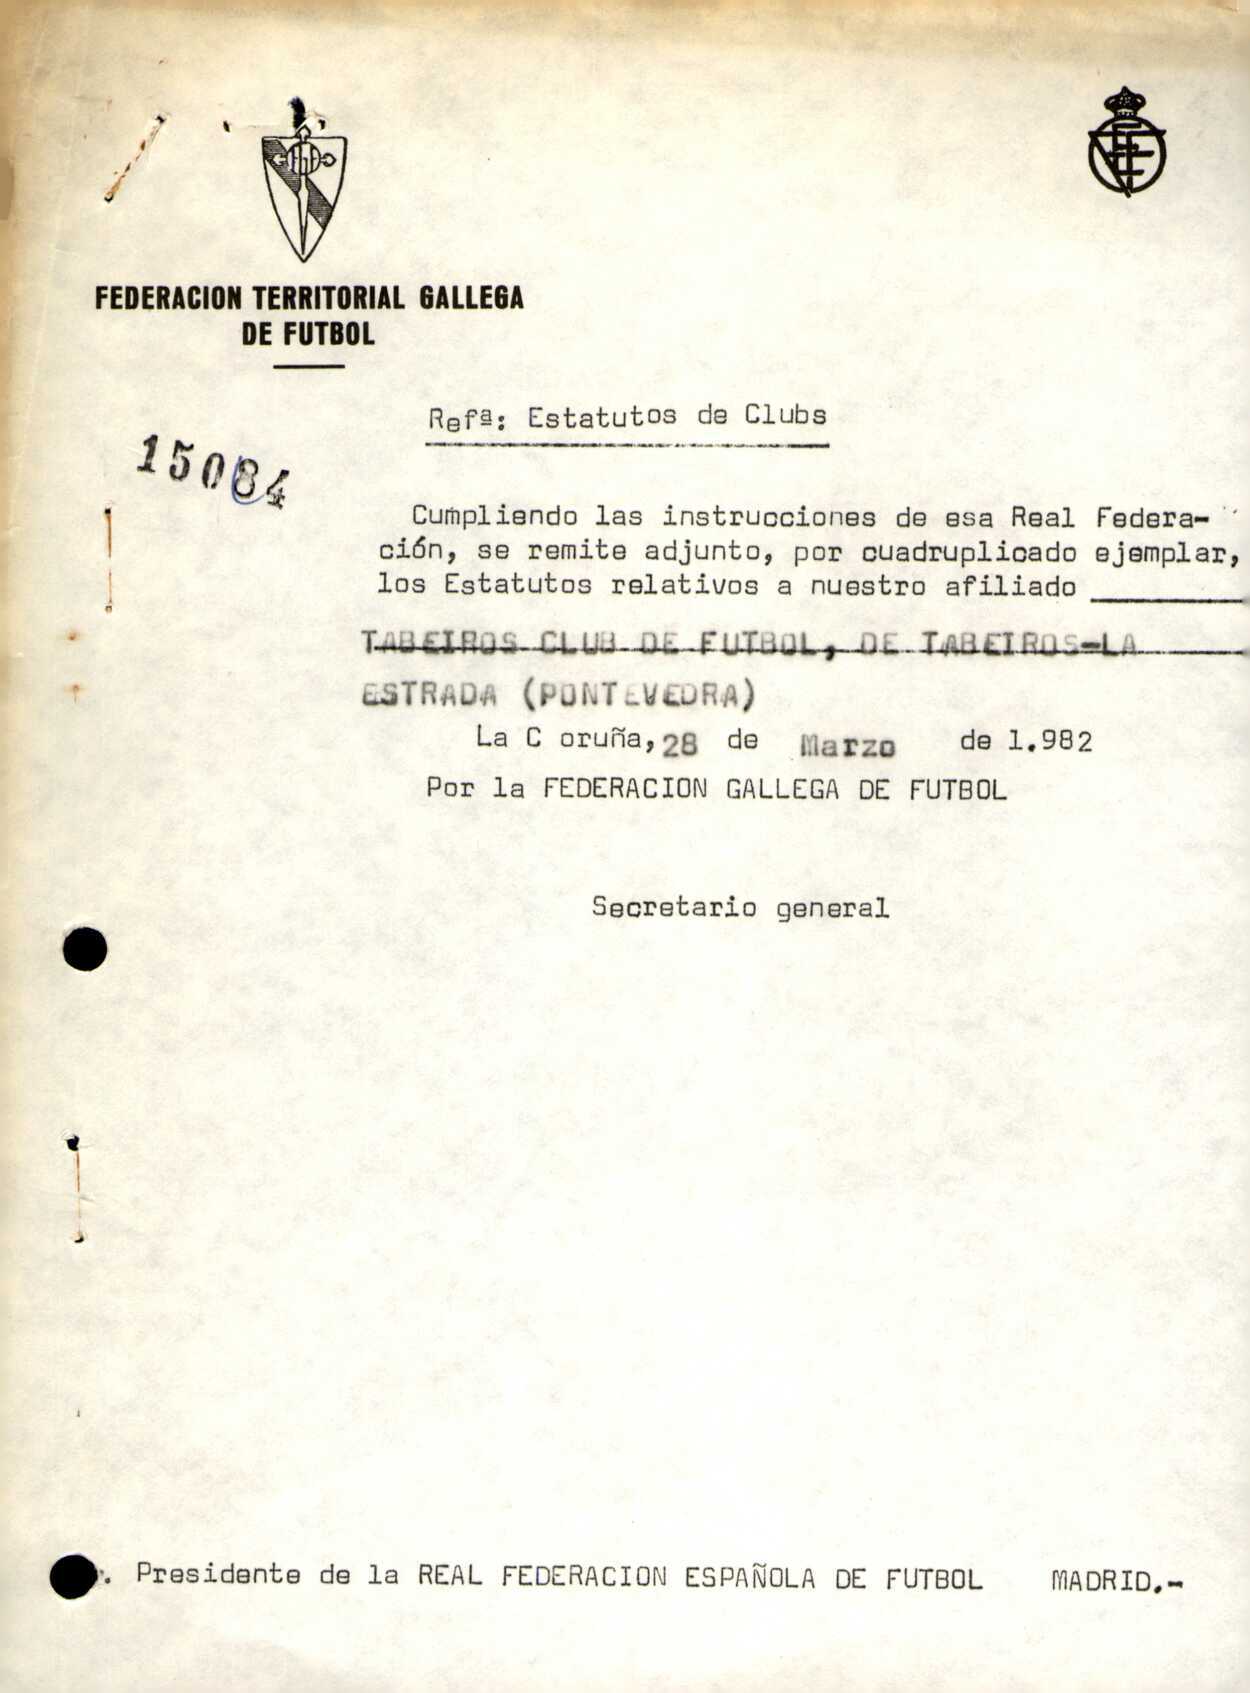 FEDERACION TERRITORIAL GALLEGA
DE FUTBOL
Refª: Estatutos de Clubs
15084
Cumpliendo las instrucciones de esa Real Federa-
ción, se remite adjunto, por cuadruplicado ejemplar,
los Estatutos relativos a nuestro afiliado
TABEIROS CLUB DE FUTBOL, DE TABEIROS-LA
ESTRADA (PONTEVEDRA)
La C oruña, 28 de Marzo de 1.982
Por la FEDERACION GALLEGA DE FUTBOL
Secretario general
. Presidente de la REAL FEDERACION ESPAÑOLA DE FUTBOL MADRID.-